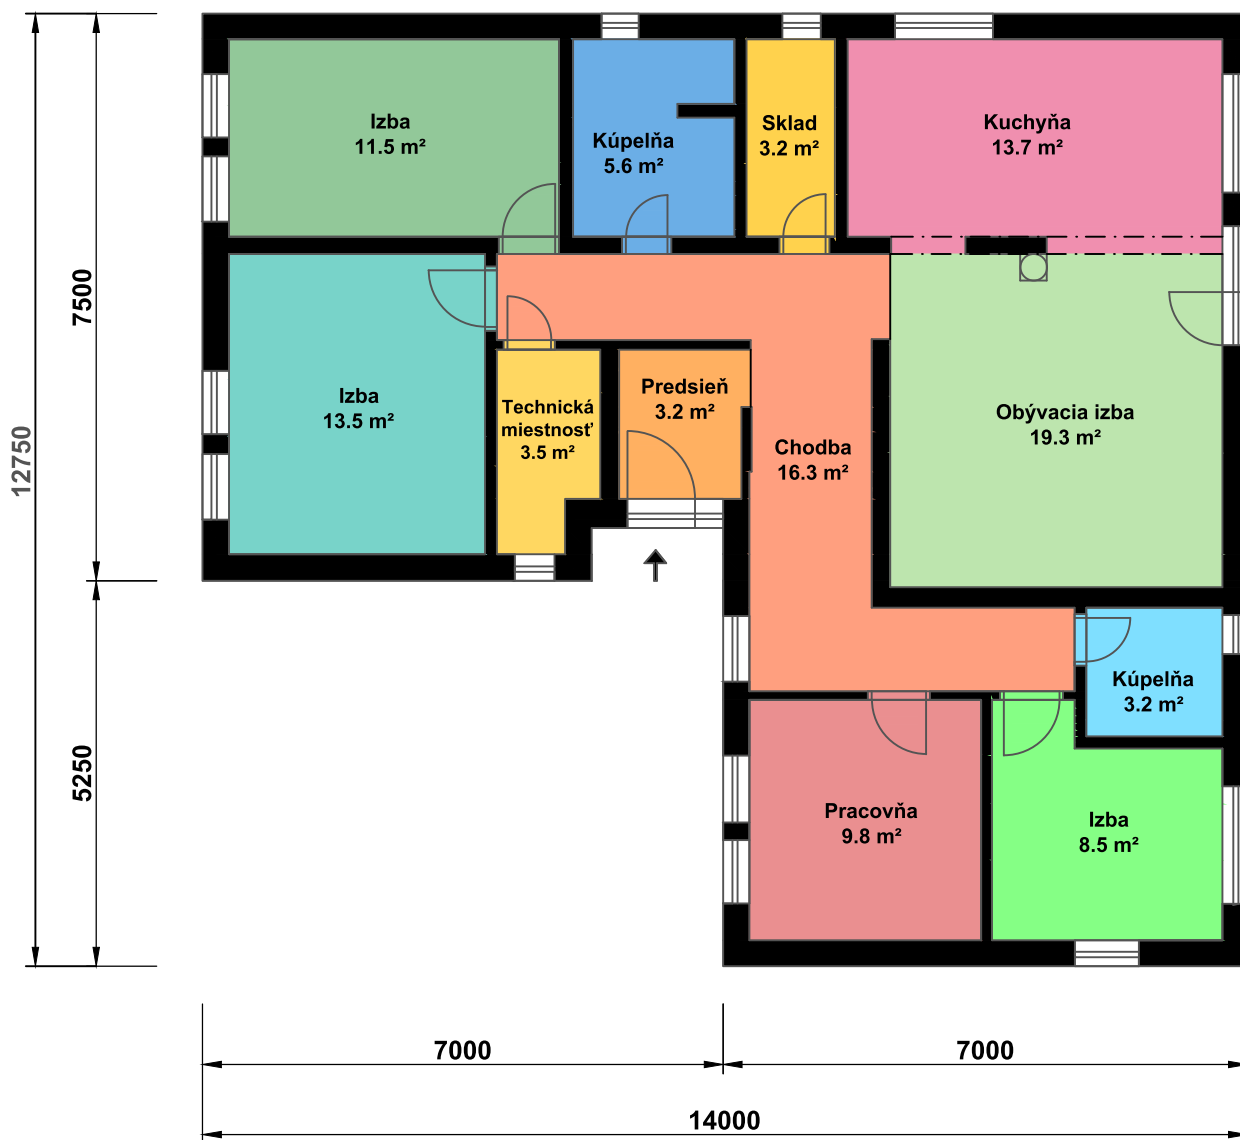 Izba
11.5 m²
Kúpelňa
5.6 m²
Sklad
3.2 m²
Kuchyňa
13.7 m²
Izba
13.5 m²
Technická
miestnosť
3.5 m²
Predsieň
3.2 m²
Chodba
16.3 m²
Obývacia izba
19.3 m²
Kúpelňa
3.2 m²
Pracovňa
9.8 m²
Izba
8.5 m²
12750
7500
5250
7000
7000
14000